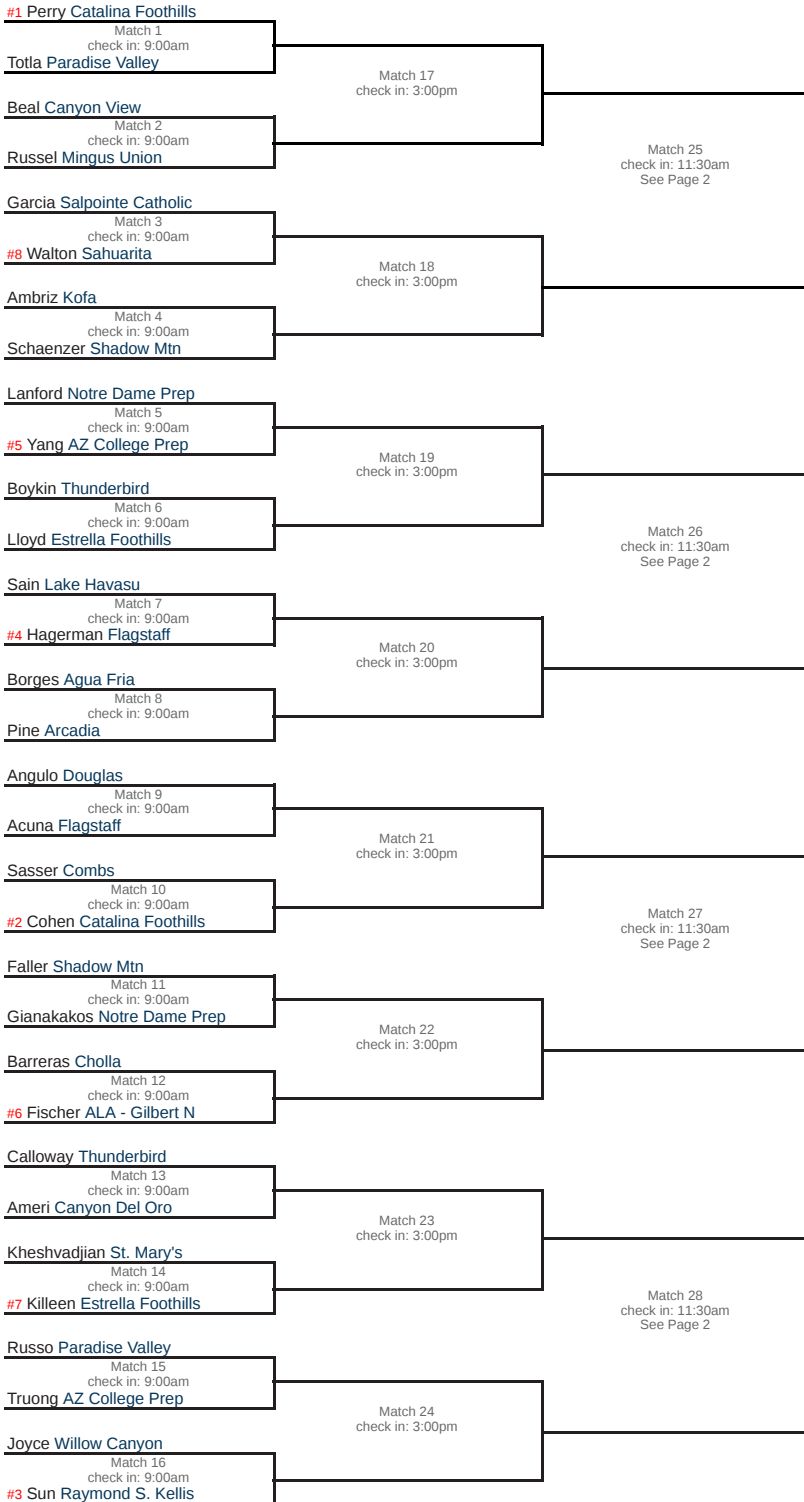 #1 Perry Catalina Foothills
Match 1
check in: 9:00am
Totla Paradise Valley
Match 17
check in: 3:00pm
Beal Canyon View
Match 2
check in: 9:00am
Russel Mingus Union
Match 25
check in: 11:30am
See Page 2
Garcia Salpointe Catholic
Match 3
check in: 9:00am
#8 Walton Sahuarita
Match 18
check in: 3:00pm
Ambriz Kofa
Match 4
check in: 9:00am
Schaenzer Shadow Mtn
Lanford Notre Dame Prep
Match 5
check in: 9:00am
#5 Yang AZ College Prep
Match 19
check in: 3:00pm
Boykin Thunderbird
Match 6
check in: 9:00am
Lloyd Estrella Foothills
Match 26
check in: 11:30am
See Page 2
Sain Lake Havasu
Match 7
check in: 9:00am
#4 Hagerman Flagstaff
Match 20
check in: 3:00pm
Borges Agua Fria
Match 8
check in: 9:00am
Pine Arcadia
Angulo Douglas
Match 9
check in: 9:00am
Acuna Flagstaff
Match 21
check in: 3:00pm
Sasser Combs
Match 10
check in: 9:00am
#2 Cohen Catalina Foothills
Match 27
check in: 11:30am
See Page 2
Faller Shadow Mtn
Match 11
check in: 9:00am
Gianakakos Notre Dame Prep
Match 22
check in: 3:00pm
Barreras Cholla
Match 12
check in: 9:00am
#6 Fischer ALA - Gilbert N
Calloway Thunderbird
Match 13
check in: 9:00am
Ameri Canyon Del Oro
Match 23
check in: 3:00pm
Kheshvadjian St. Mary's
Match 14
check in: 9:00am
#7 Killeen Estrella Foothills
Match 28
check in: 11:30am
See Page 2
Russo Paradise Valley
Match 15
check in: 9:00am
Truong AZ College Prep
Match 24
check in: 3:00pm
Joyce Willow Canyon
Match 16
check in: 9:00am
#3 Sun Raymond S. Kellis